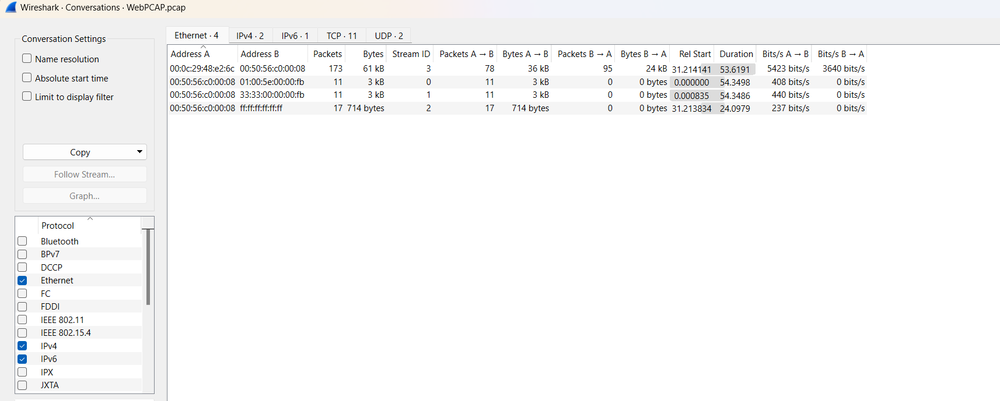 Wireshark · Conversations · WebPCAP.pcap
Conversation Settings
Name resolution
Absolute start time
Limit to display filter
Copy
Follow Stream...
Graph...
Protocol
Bluetooth
BPv7
DCCP
Ethernet
FC
FDDI
IEEE 802.11
IEEE 802.15.4
IPv4
IPv6
IPX
JXTA
Ethernet · 4 IPv4 · 2 IPv6 · 1 TCP · 11 UDP · 2
Address A Address B Packets Bytes Stream ID Packets A → B Bytes A → B Packets B → A Bytes B → A Rel Start Duration Bits/s A → B Bits/s B → A
00:0c:29:48:e2:6c 00:50:56:c0:00:08 173 61 kB 3 78 36 kB 95 24 kB 31.214141 53.6191 5423 bits/s 3640 bits/s
00:50:56:c0:00:08 01:00:5e:00:00:fb 11 3 kB 0 11 3 kB 0 0 bytes 0.000000 54.3498 408 bits/s 0 bits/s
00:50:56:c0:00:08 33:33:00:00:00:fb 11 3 kB 1 11 3 kB 0 0 bytes 0.000835 54.3486 440 bits/s 0 bits/s
00:50:56:c0:00:08 ff:ff:ff:ff:ff:ff 17 714 bytes 2 17 714 bytes 0 0 bytes 31.213834 24.0979 237 bits/s 0 bits/s